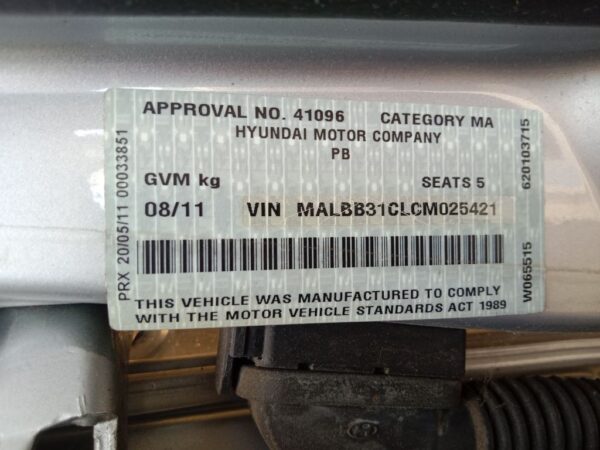 APPROVAL NO. 41096 CATEGORY MA
HYUNDAI MOTOR COMPANY
PB
GVM kg SEATS 5
08/11 VIN MALBB31CLCM025421
THIS VEHICLE WAS MANUFACTURED TO COMPLY
WITH THE MOTOR VEHICLE STANDARDS ACT 1989
PRX 20/05/11 00033851
620103715
W065515